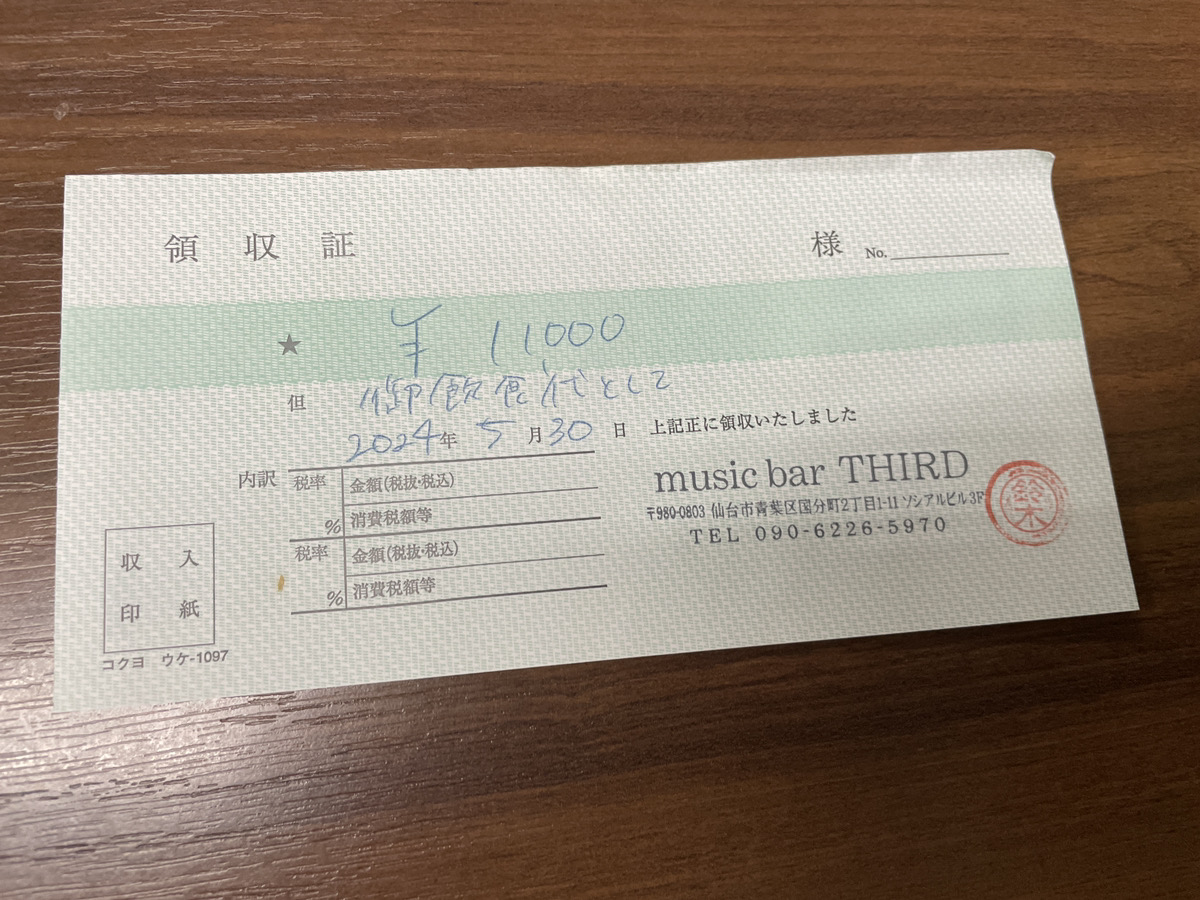 領収証 様 No.
★ ¥ 11,000
但 御飲食代として
2024年 5月30日 上記正に領収いたしました
内訳 税率 % 金額(税抜・税込)
消費税額等
税率 % 金額(税抜・税込)
消費税額等
music bar THIRD
〒980-0803 仙台市青葉区国分町2丁目1-11 ソシアルビル3F
TEL 090-6226-5970
鈴木
収入
印紙
コクヨ ウケ-1097